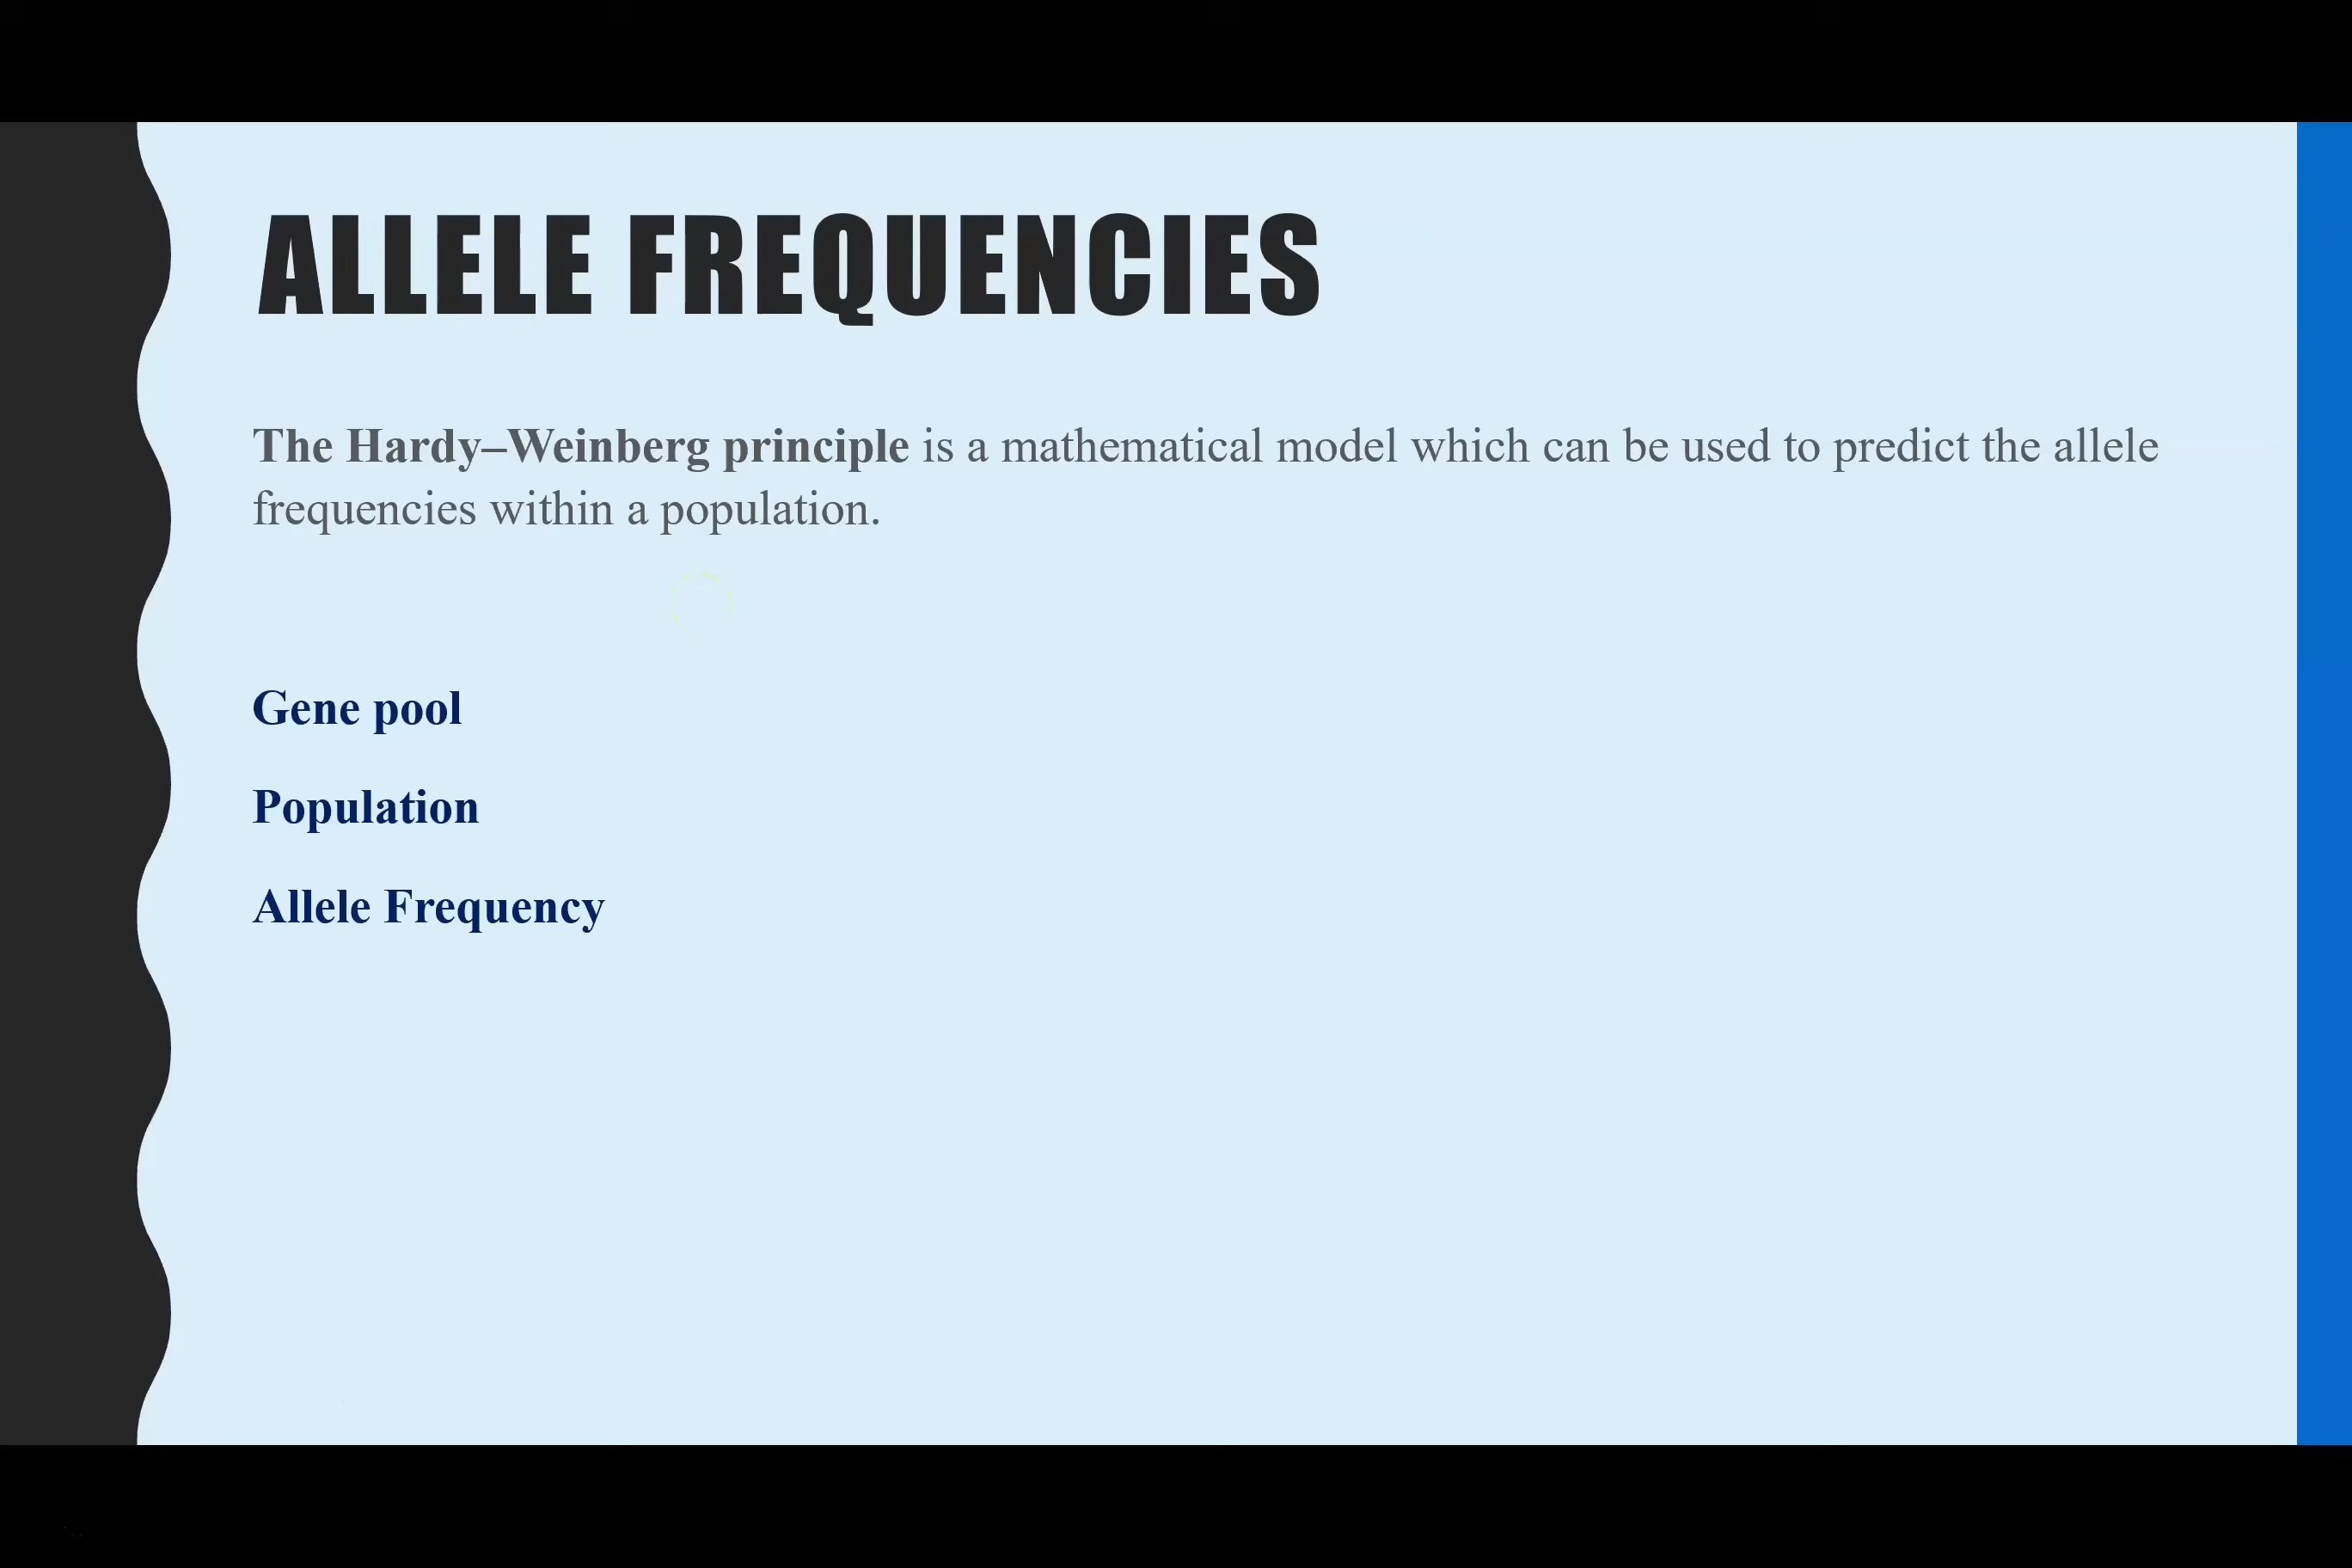 ALLELE FREQUENCIES
The Hardy–Weinberg principle is a mathematical model which can be used to predict the allele
frequencies within a population.
Gene pool
Population
Allele Frequency